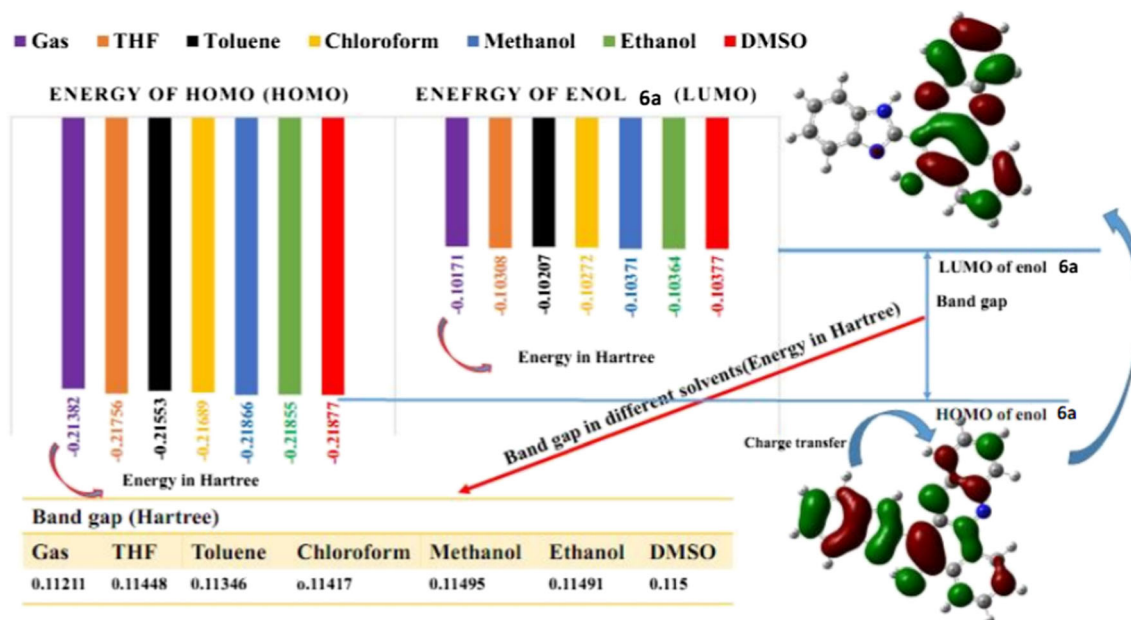 Gas THF Toluene Chloroform Methanol Ethanol DMSO
ENERGY OF HOMO (HOMO)
ENEFRGY OF ENOL 6a (LUMO)
-0.21382
-0.21756
-0.21553
-0.21689
-0.21866
-0.21855
-0.21877
Energy in Hartree
-0.10171
-0.10308
-0.10207
-0.10272
-0.10371
-0.10364
-0.10377
Energy in Hartree
LUMO of enol 6a
Band gap
Band gap in different solvents(Energy in Hartree)
HOMO of enol 6a
Charge transfer
Band gap (Hartree)
Gas THF Toluene Chloroform Methanol Ethanol DMSO
0.11211 0.11448 0.11346 0.11417 0.11495 0.11491 0.115